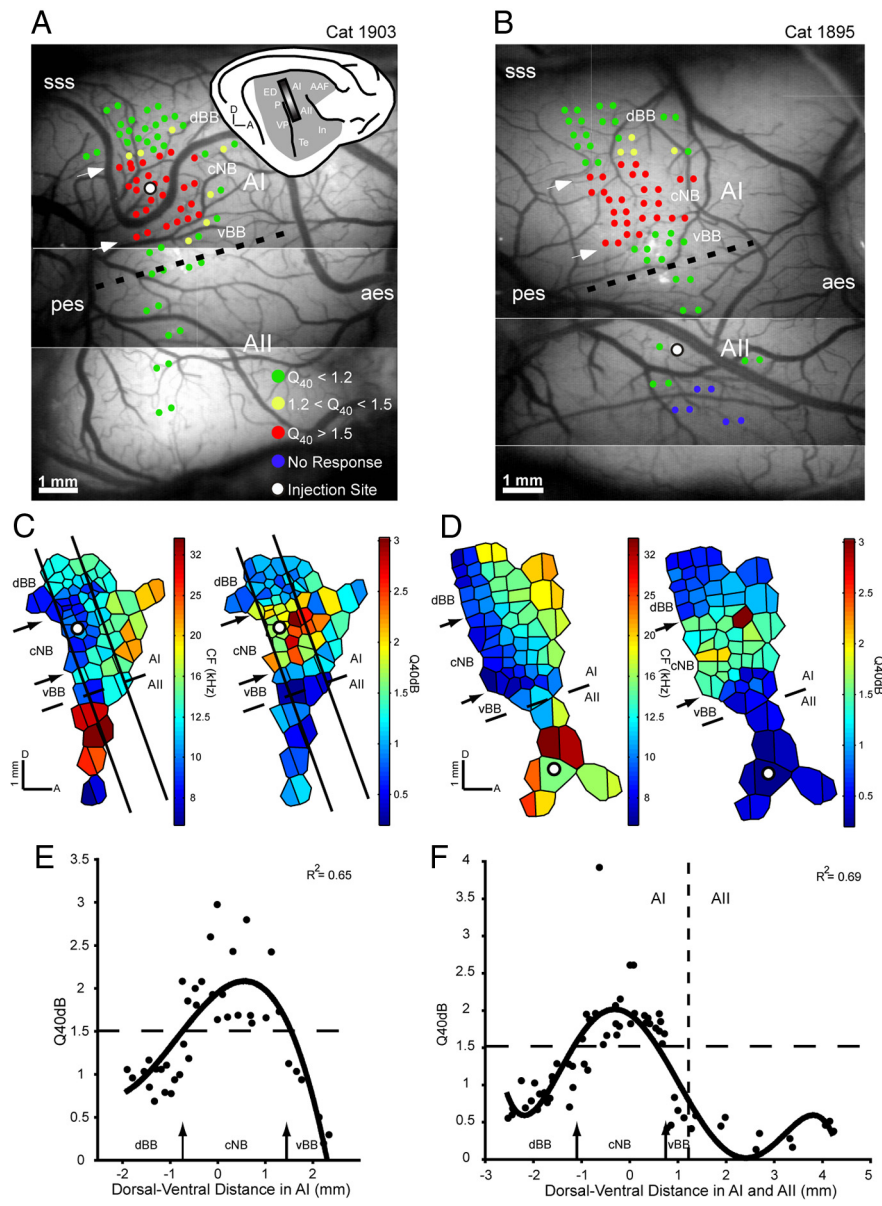 A
Cat 1903
sss
ED
AI
AAF
D
A
P
AII
VP
In
Te
dBB
cNB
AI
vBB
pes
aes
AII
Q40 < 1.2
1.2 < Q40 < 1.5
Q40 > 1.5
No Response
Injection Site
1 mm
B
Cat 1895
sss
dBB
cNB
AI
vBB
pes
aes
AII
1 mm
C
dBB
cNB
vBB
AI
AII
1 mm
D
A
32
25
20
16
12.5
10
8
CF (kHz)
dBB
cNB
vBB
AI
AII
3
2.5
2
1.5
1
0.5
Q40dB
D
dBB
cNB
vBB
AI
AII
1 mm
D
A
32
25
20
16
12.5
10
8
CF (kHz)
dBB
cNB
vBB
AI
AII
3
2.5
2
1.5
1
0.5
Q40dB
E
R2= 0.65
3.5
3
2.5
2
1.5
1
0.5
0
Q40dB
dBB
cNB
vBB
-2 -1 0 1 2
Dorsal-Ventral Distance in AI (mm)
F
R2= 0.69
AI
AII
4
3.5
3
2.5
2
1.5
1
0.5
0
Q40dB
dBB
cNB
vBB
-3 -2 -1 0 1 2 3 4 5
Dorsal-Ventral Distance in AI and AII (mm)